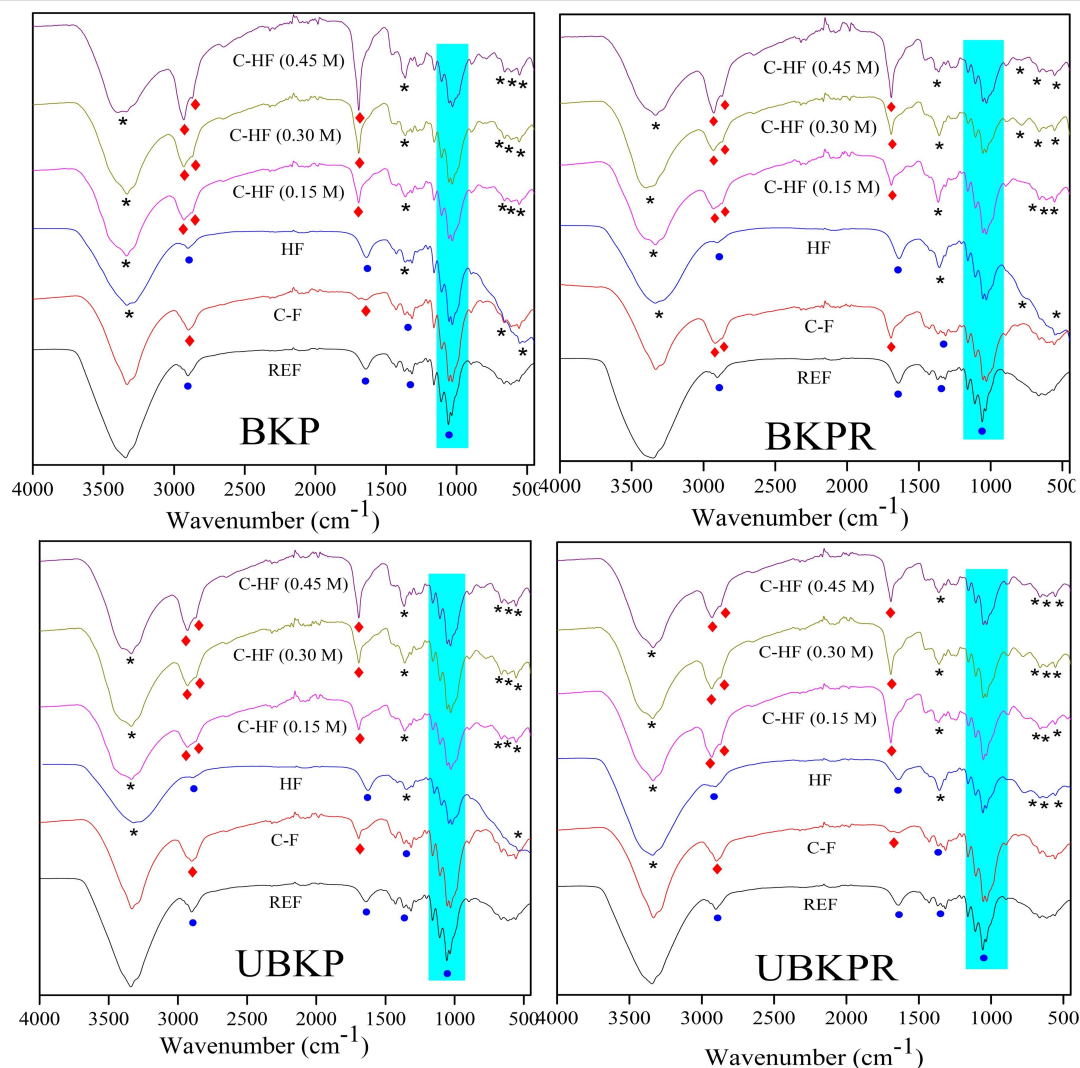 C-HF (0.45 M)
C-HF (0.30 M)
C-HF (0.15 M)
HF
C-F
REF
BKP
4000 3500 3000 2500 2000 1500 1000 500
Wavenumber (cm-1)
C-HF (0.45 M)
C-HF (0.30 M)
C-HF (0.15 M)
HF
C-F
REF
BKPR
4000 3500 3000 2500 2000 1500 1000 500
Wavenumber (cm-1)
C-HF (0.45 M)
C-HF (0.30 M)
C-HF (0.15 M)
HF
C-F
REF
UBKP
4000 3500 3000 2500 2000 1500 1000 500
Wavenumber (cm-1)
C-HF (0.45 M)
C-HF (0.30 M)
C-HF (0.15 M)
HF
C-F
REF
UBKPR
4000 3500 3000 2500 2000 1500 1000 500
Wavenumber (cm-1)